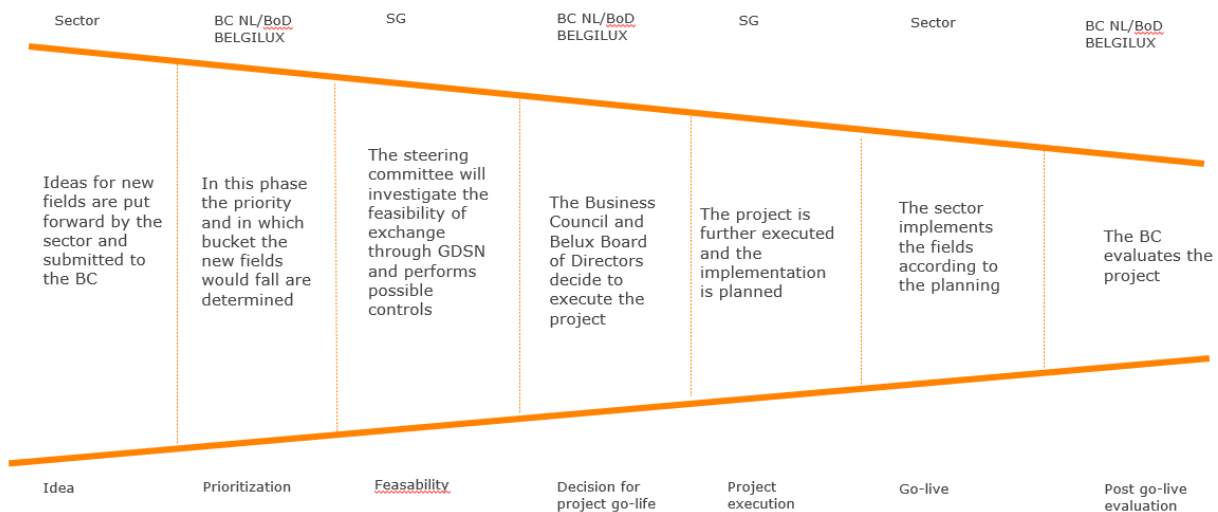 Sector
BC NL/BoD
BELGILUX
SG
BC NL/BoD
BELGILUX
SG
Sector
BC NL/BoD
BELGILUX
Ideas for new
fields are put
forward by the
sector and
submitted to
the BC
In this phase
the priority
and in which
bucket the
new fields
would fall are
determined
The steering
committee will
investigate the
feasibility of
exchange
through GDSN
and performs
possible
controls
The Business
Council and
Belux Board
of Directors
decide to
execute the
project
The project is
further executed
and the
implementation
is planned
The sector
implements
the fields
according to
the planning
The BC
evaluates the
project
Idea
Prioritization
Feasability
Decision for
project go-life
Project
execution
Go-live
Post go-live
evaluation